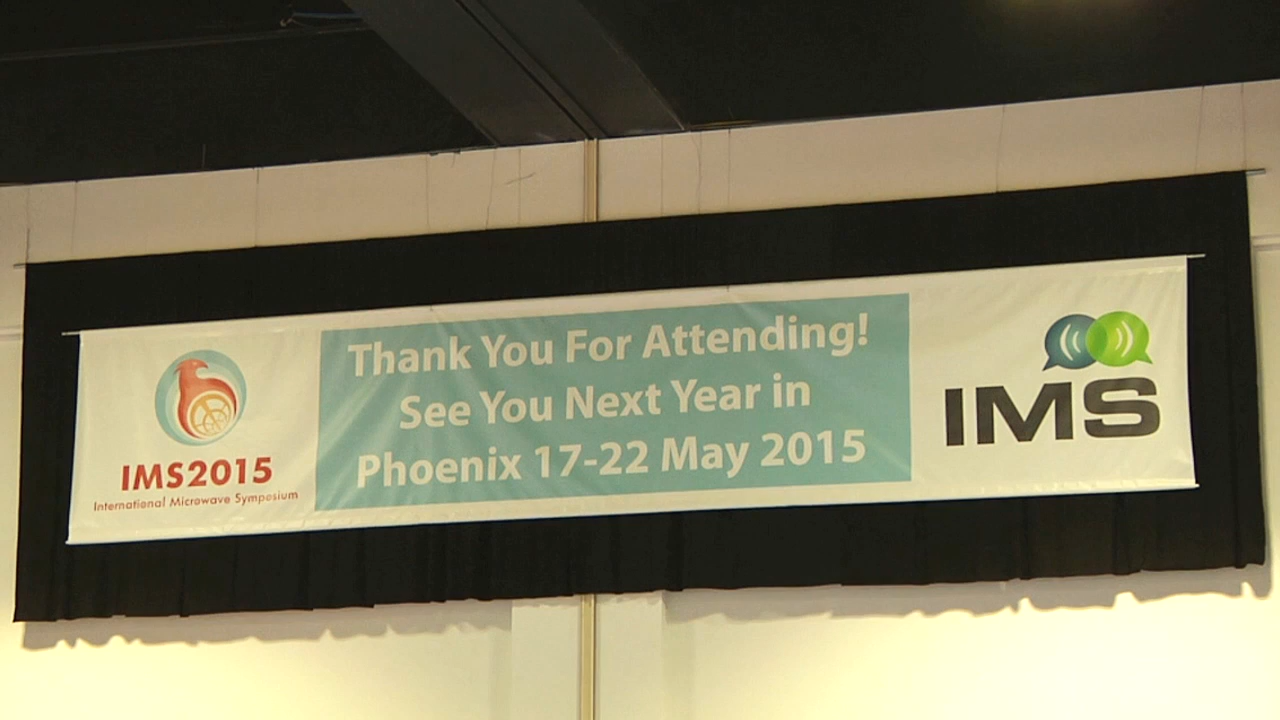 IMS2015
International Microwave Symposium
Thank You For Attending!
See You Next Year in
Phoenix 17-22 May 2015
IMS